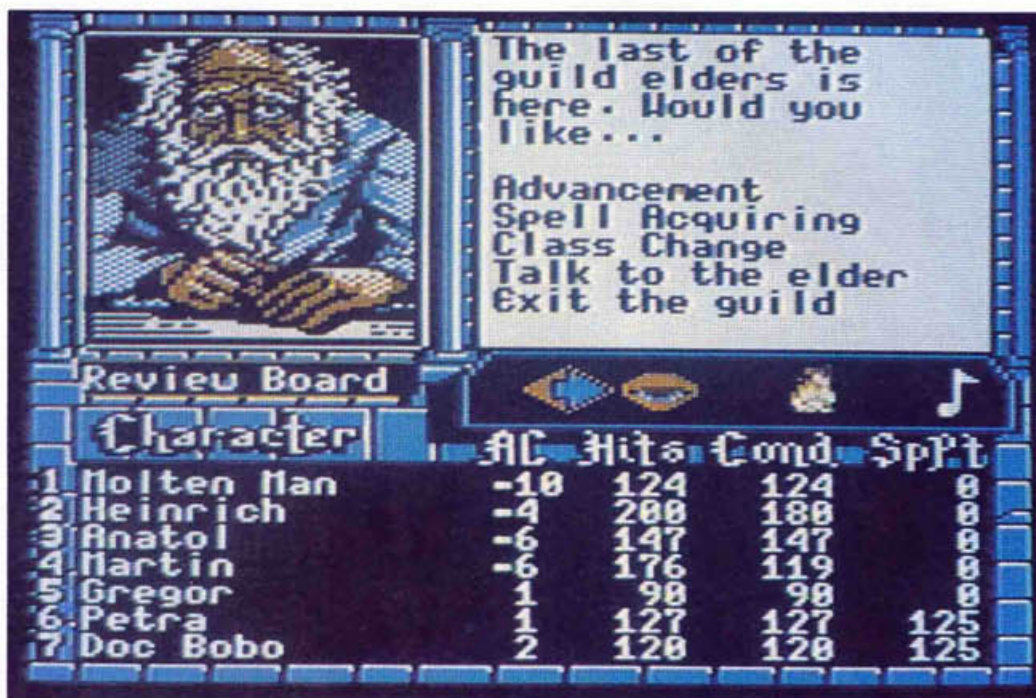 The last of the
guild elders is
here. Would you
like...
Advancement
Spell Acquiring
Class Change
Talk to the elder
Exit the guild
Review Board
Character AC Hits Cond. SpPt
1 Molten Man -10 124 124 0
2 Heinrich -4 200 180 0
3 Anatol -6 147 147 0
4 Martin -6 176 119 0
5 Gregor 1 90 90 0
6 Petra 1 127 127 125
7 Doc Bobo 2 120 120 125